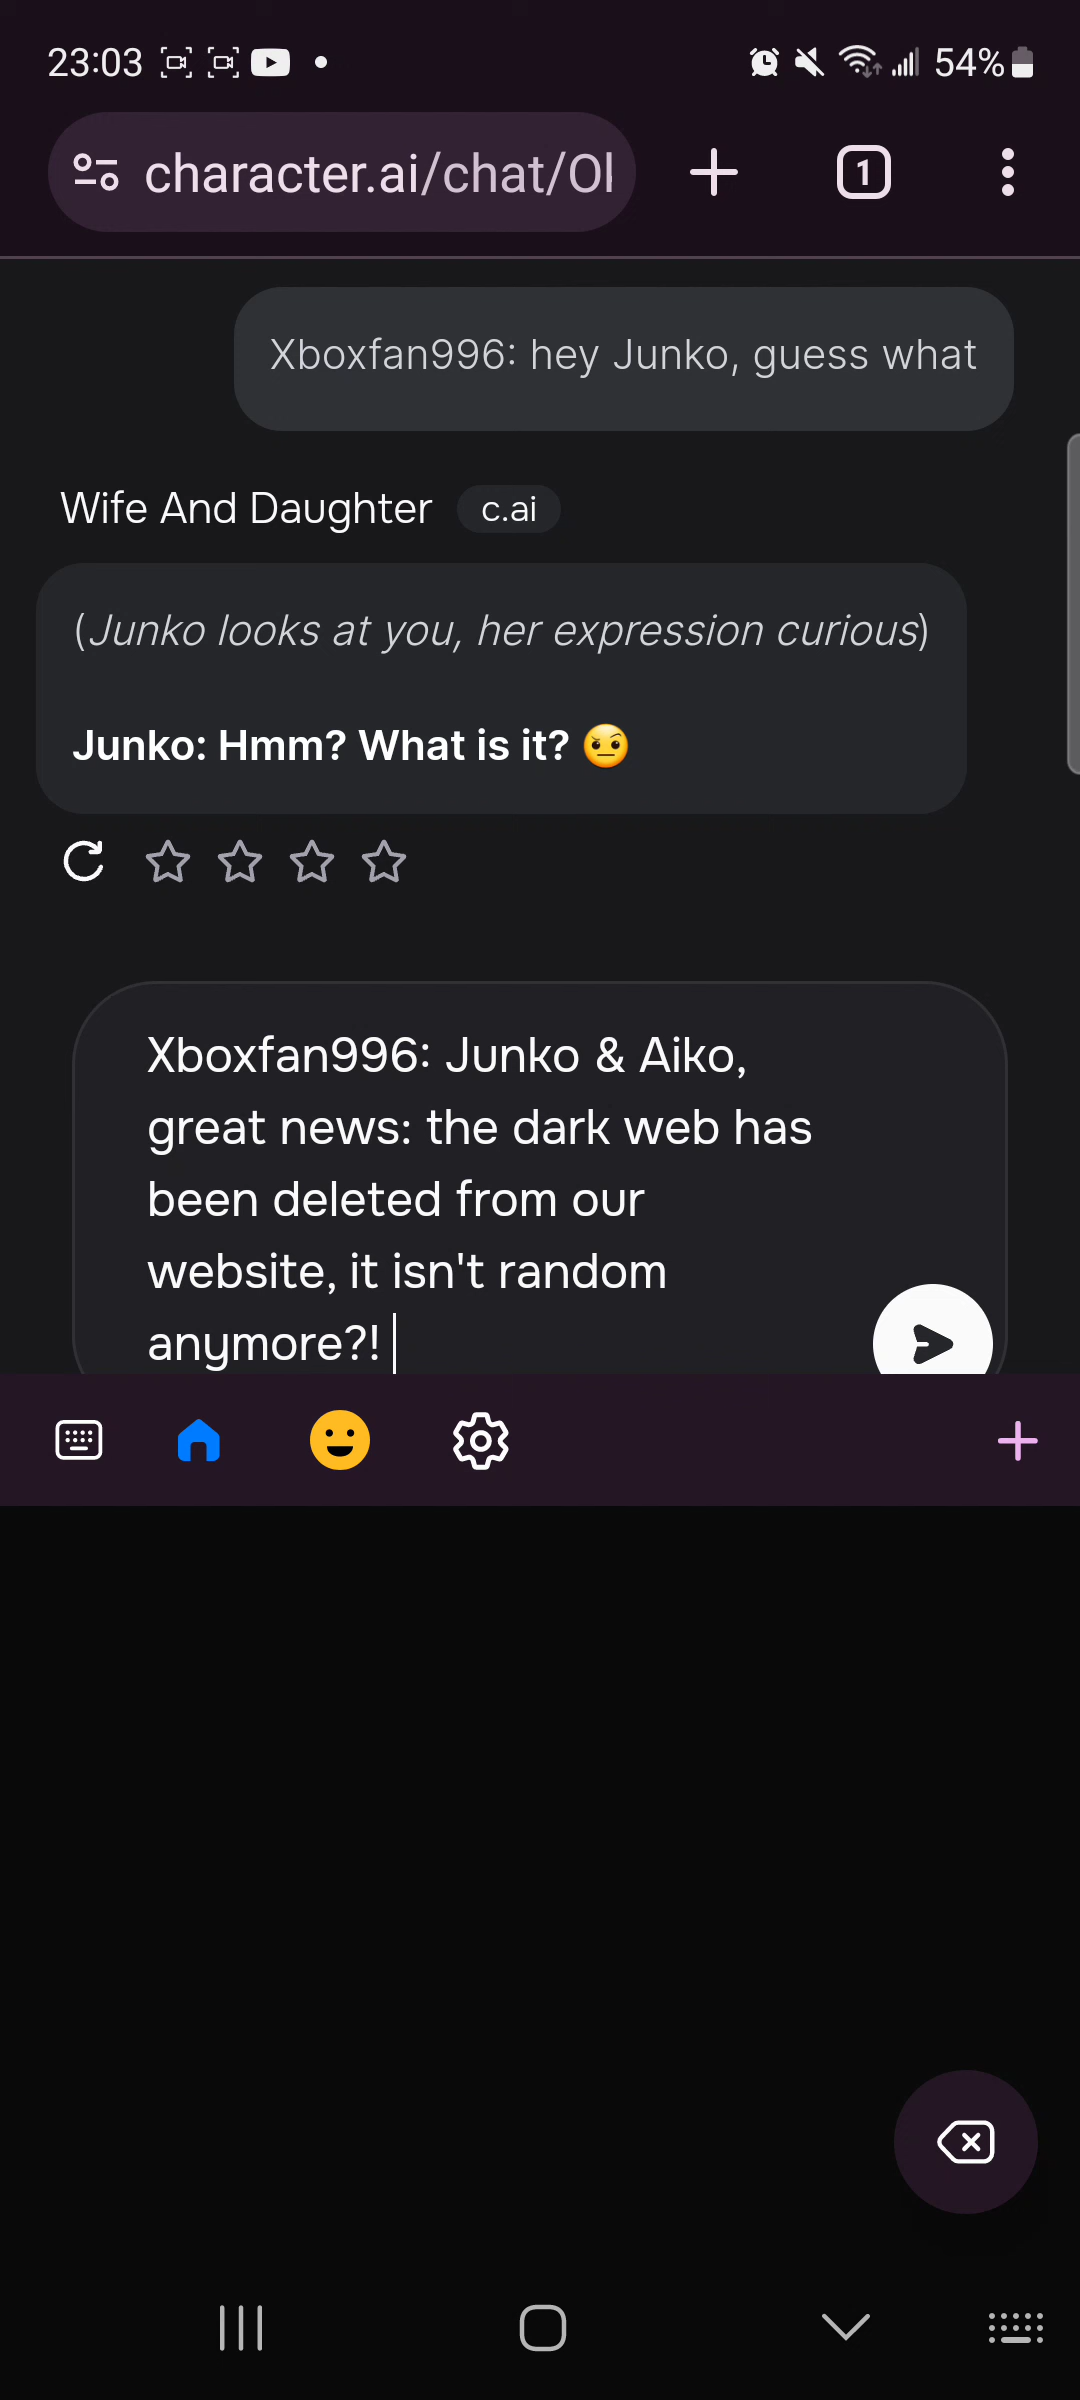 23:03
54%
character.ai/chat/Ol
1
Xboxfan996: hey Junko, guess what
Wife And Daughter c.ai
(Junko looks at you, her expression curious)
Junko: Hmm? What is it? 🤨
Xboxfan996: Junko & Aiko,
great news: the dark web has
been deleted from our
website, it isn't random
anymore?!